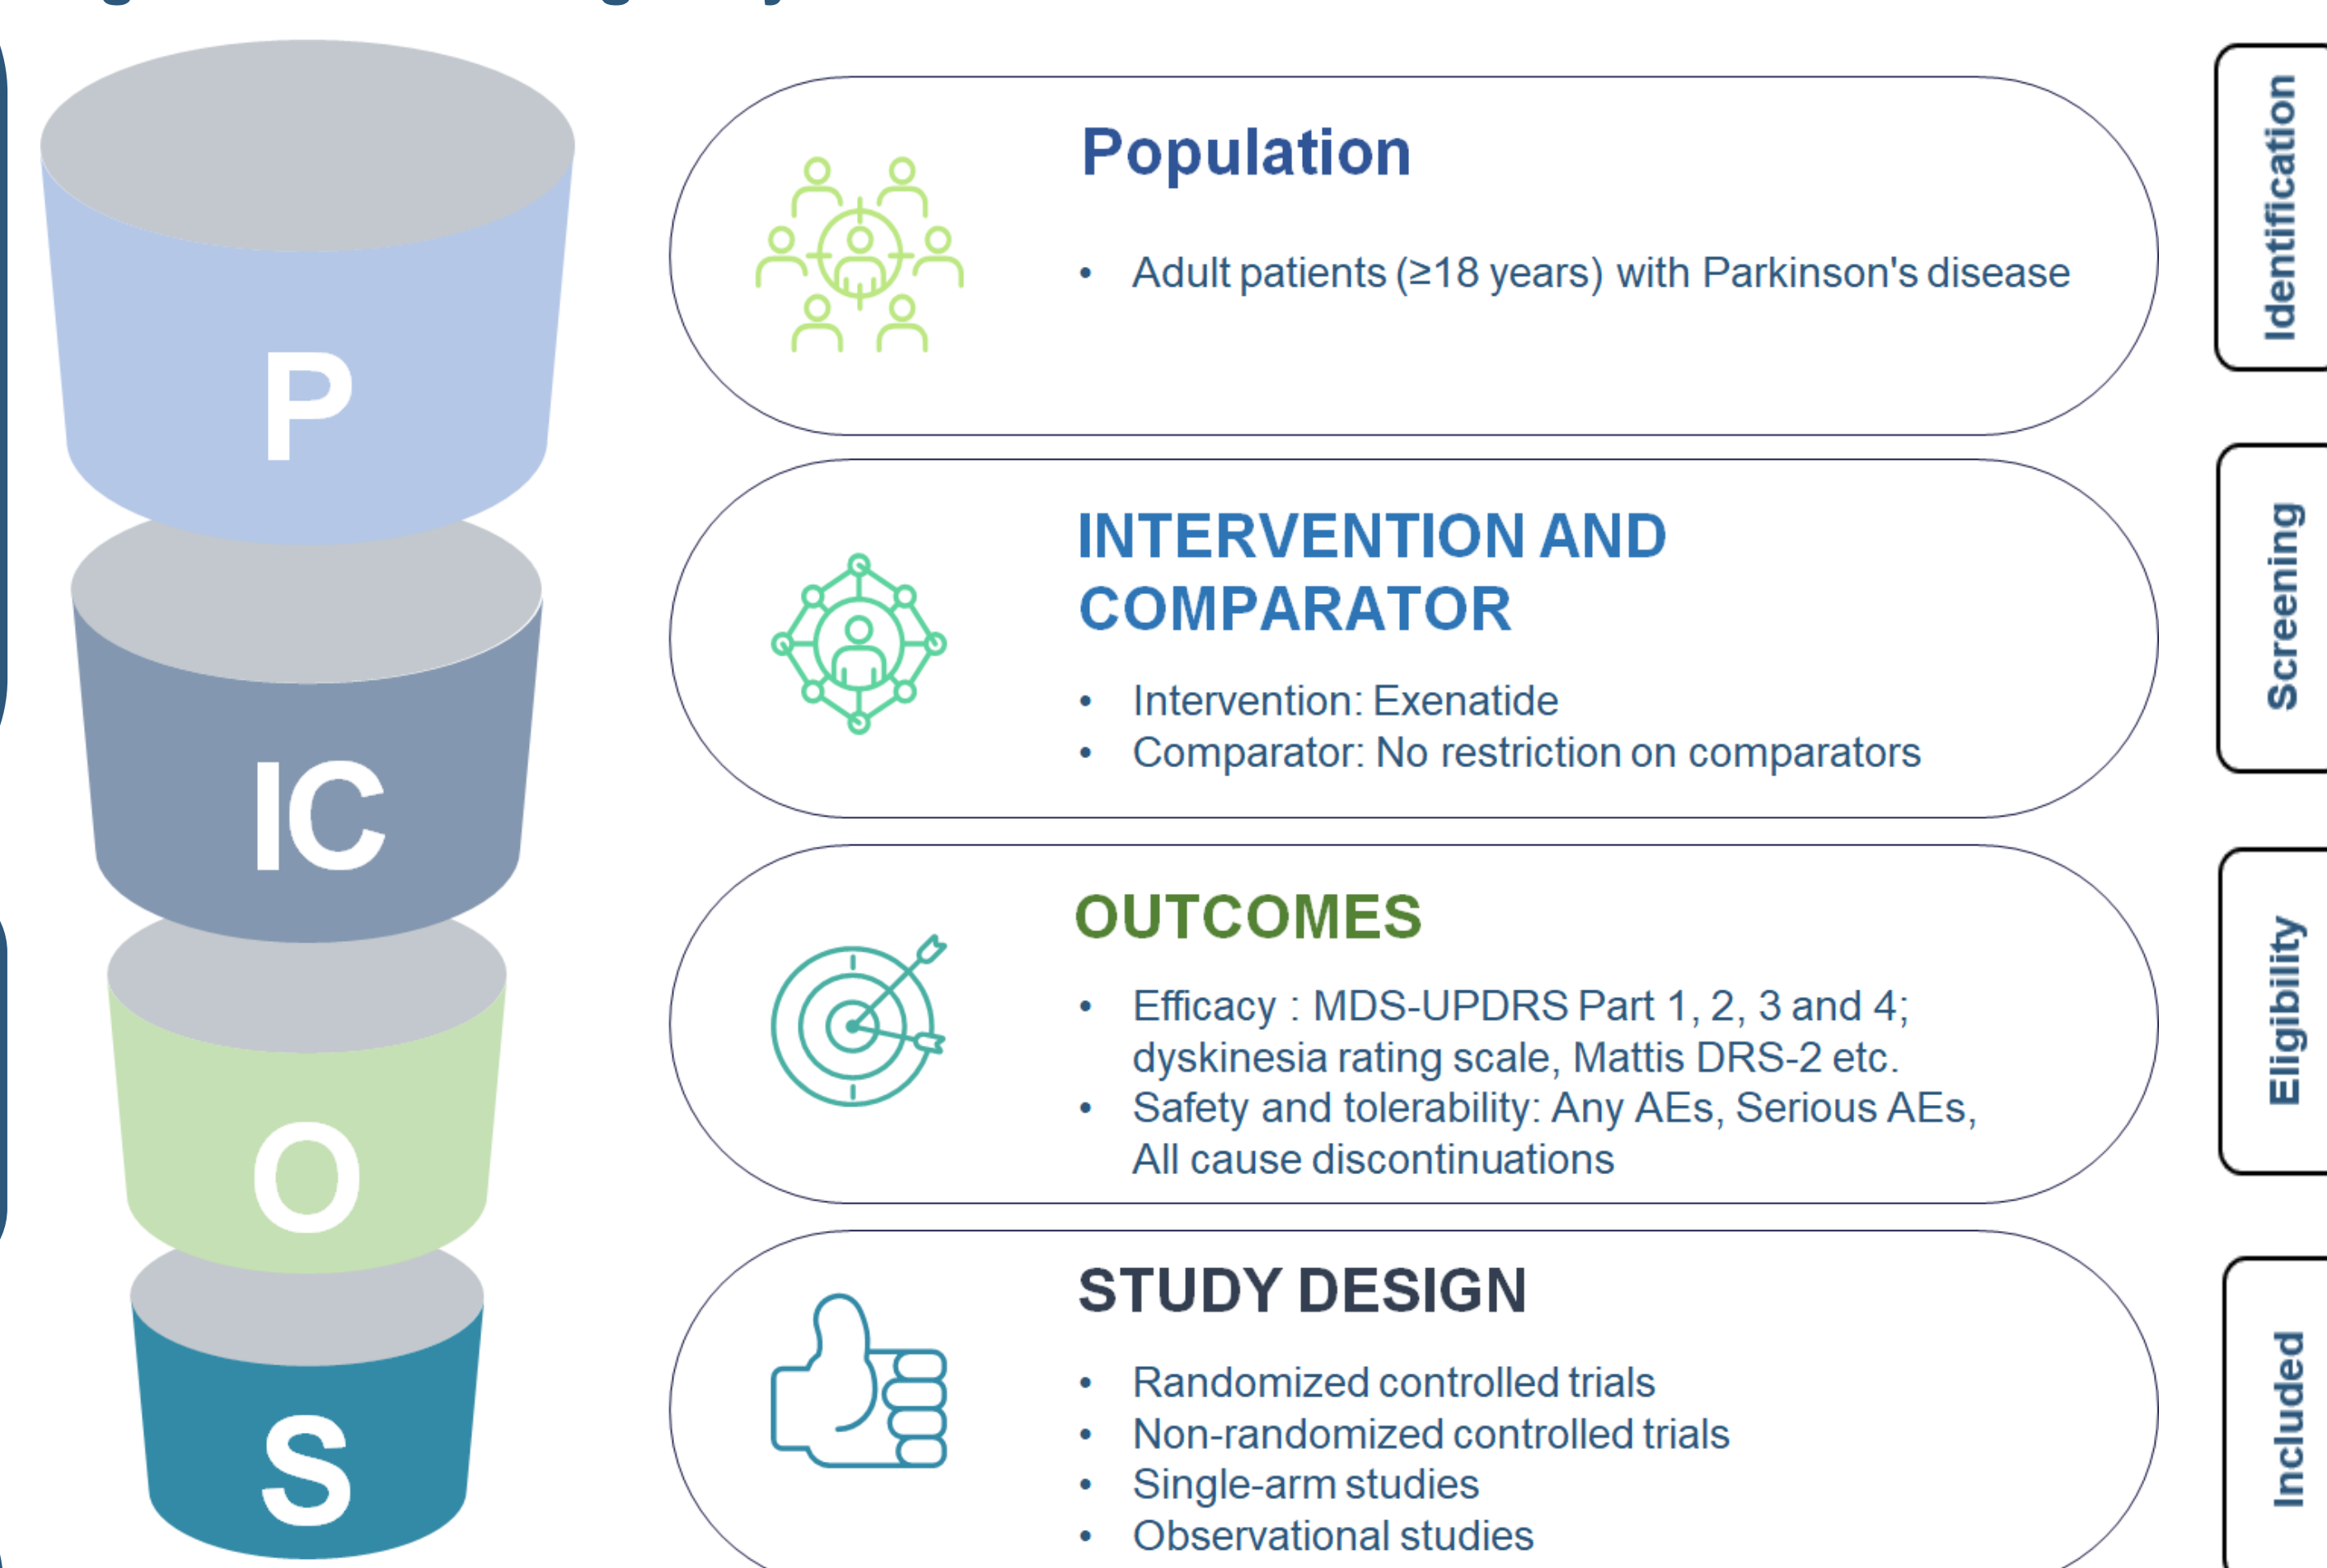 P
Population
• Adult patients (≥18 years) with Parkinson's disease
IC
INTERVENTION AND
COMPARATOR
• Intervention: Exenatide
• Comparator: No restriction on comparators
O
OUTCOMES
• Efficacy : MDS-UPDRS Part 1, 2, 3 and 4;
dyskinesia rating scale, Mattis DRS-2 etc.
• Safety and tolerability: Any AEs, Serious AEs,
All cause discontinuations
S
STUDY DESIGN
• Randomized controlled trials
• Non-randomized controlled trials
• Single-arm studies
• Observational studies
Identification
Screening
Eligibility
Included